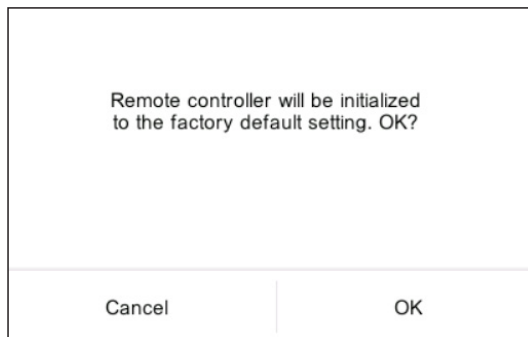 Remote controller will be initialized
to the factory default setting. OK?
Cancel
OK